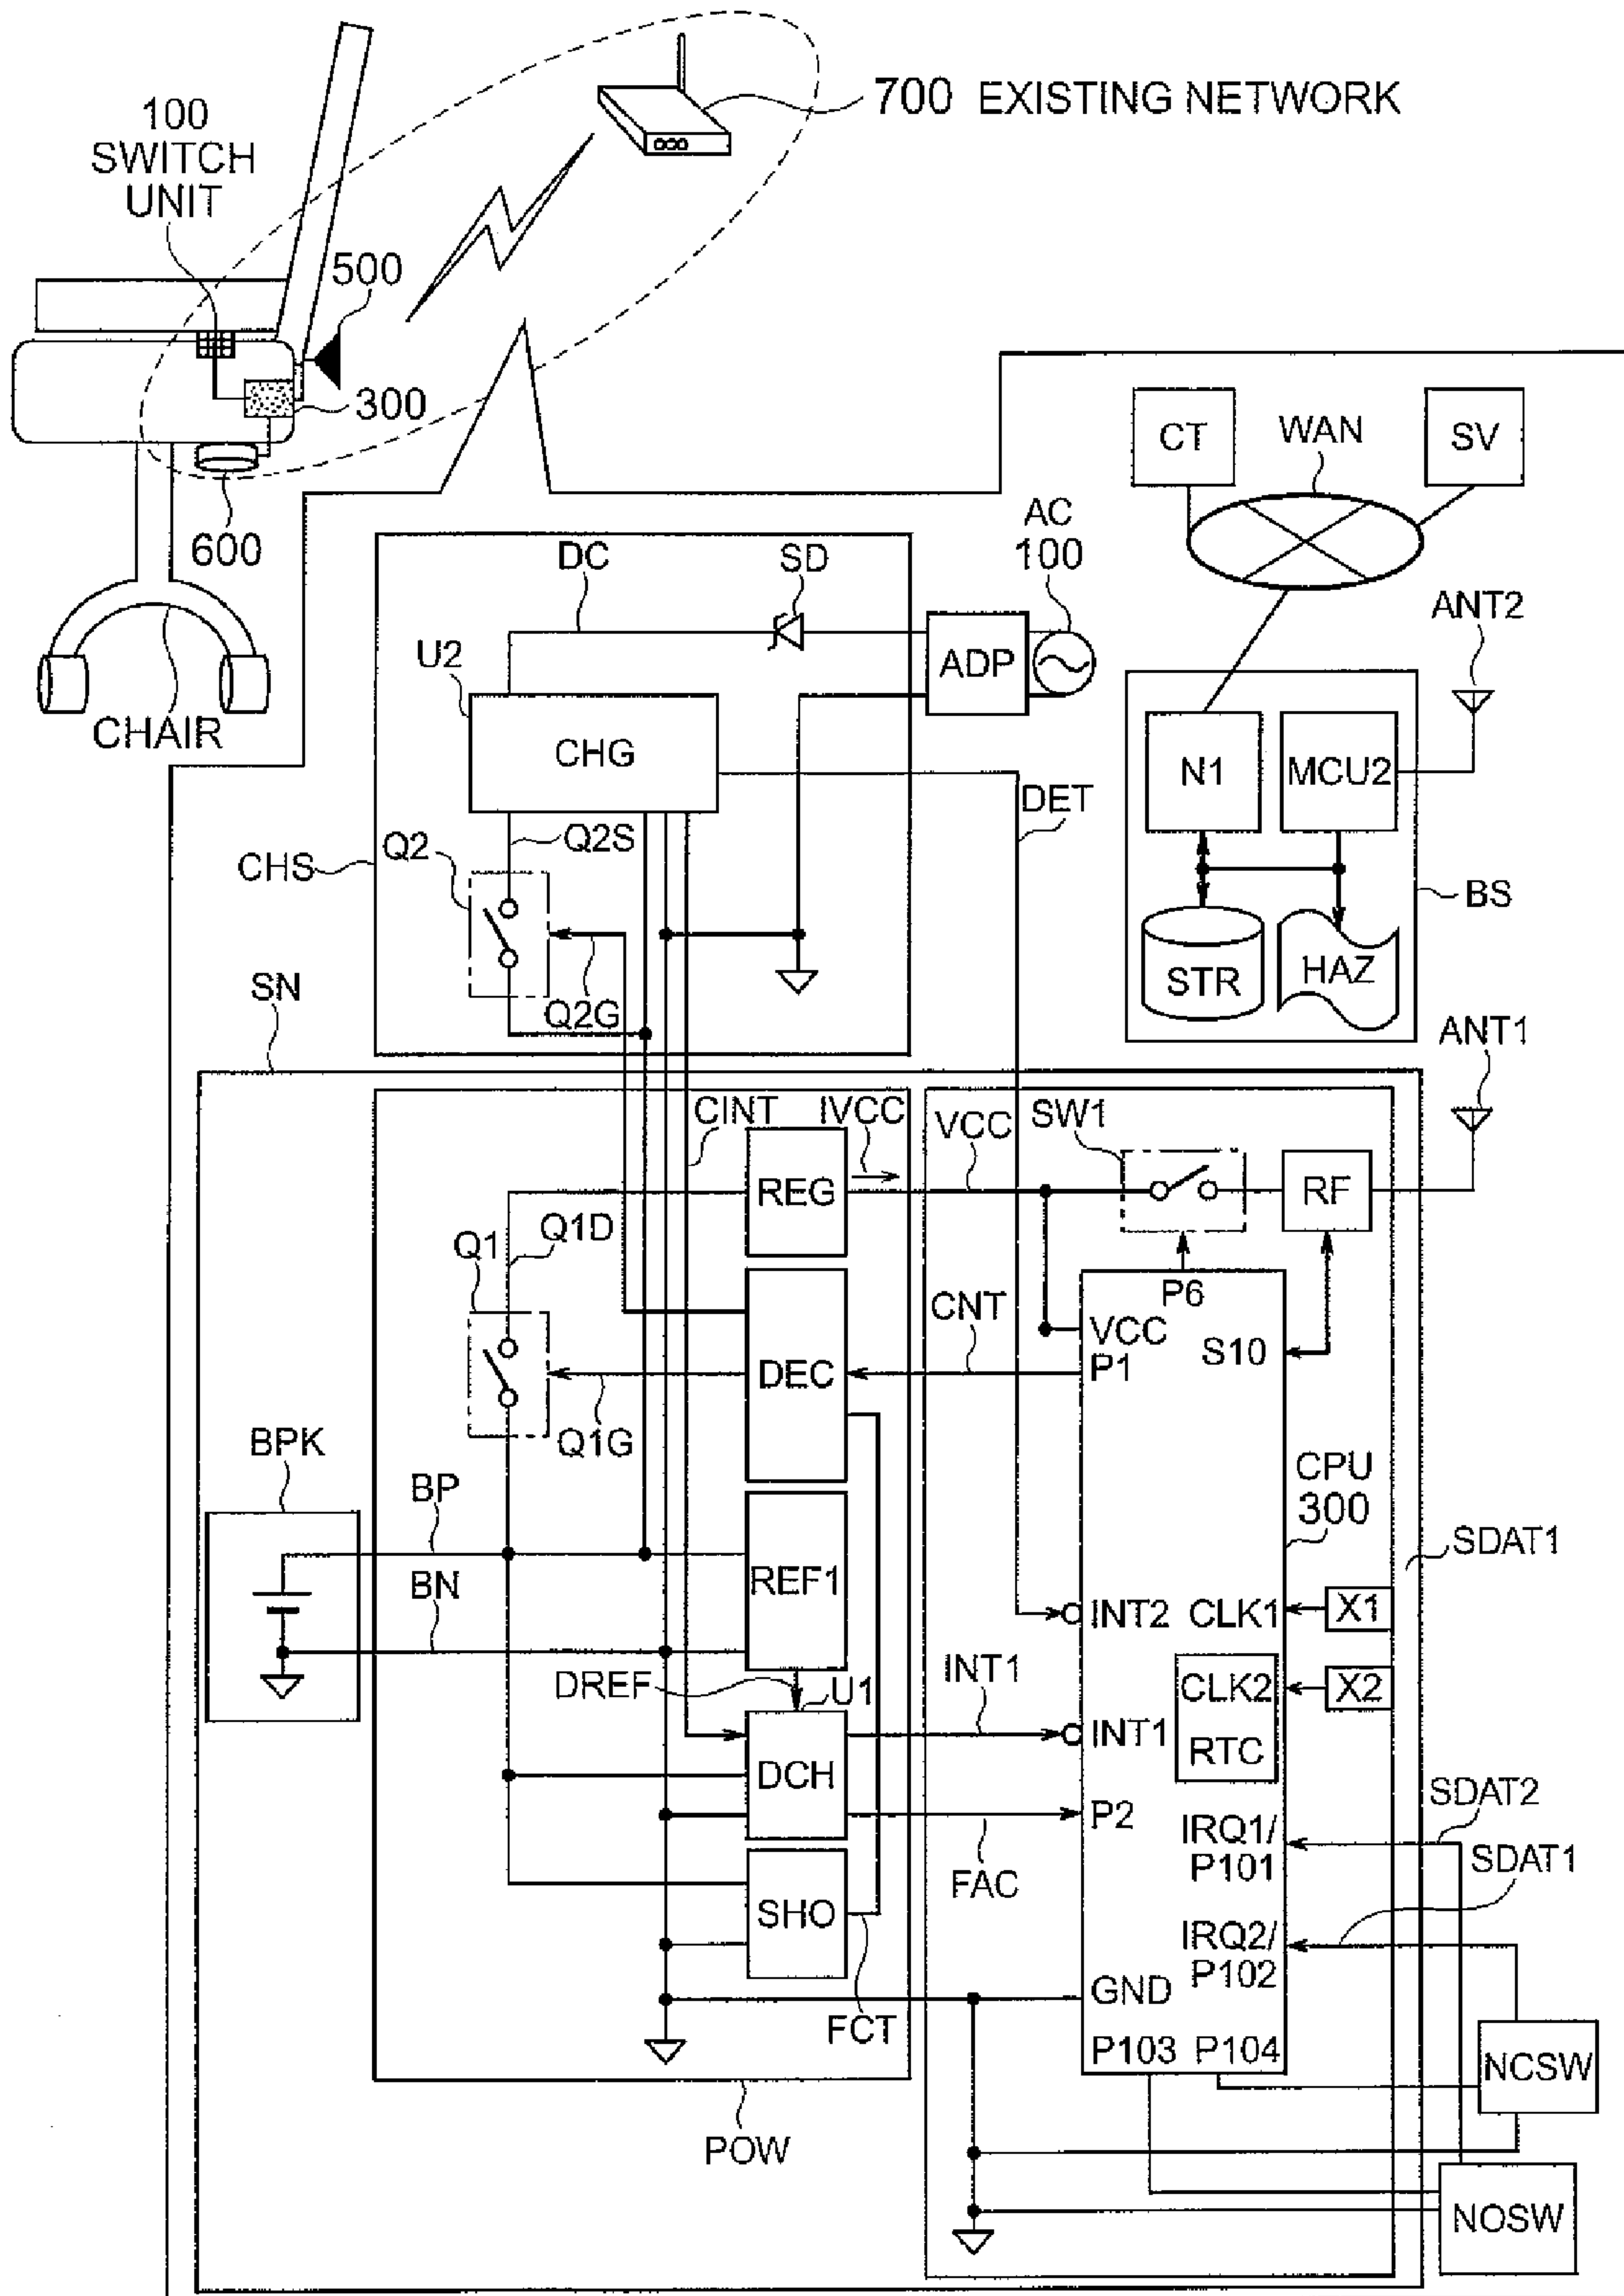 700 EXISTING NETWORK
100
SWITCH
UNIT
500
300
600
CHAIR
CT
WAN
SV
AC
100
DC
SD
ANT2
U2
ADP
CHG
N1
MCU2
DET
Q2S
Q2
CHS
BS
STR
HAZ
Q2G
SN
ANT1
CINT
IVCC
VCC
SW1
REG
RF
Q1D
Q1
P6
CNT
VCC
S10
P1
DEC
Q1G
BPK
CPU
300
BP
SDAT1
BN
REF1
INT2
CLK1
X1
DREF
U1
INT1
CLK2
X2
INT1
RTC
DCH
SDAT2
P2
IRQ1/
P101
SDAT1
FAC
SHO
IRQ2/
P102
GND
FCT
P103
P104
NCSW
POW
NOSW